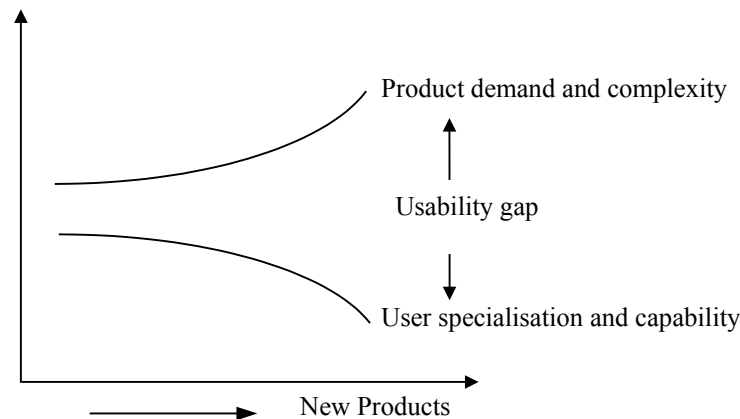 Product demand and complexity
Usability gap
User specialisation and capability
New Products